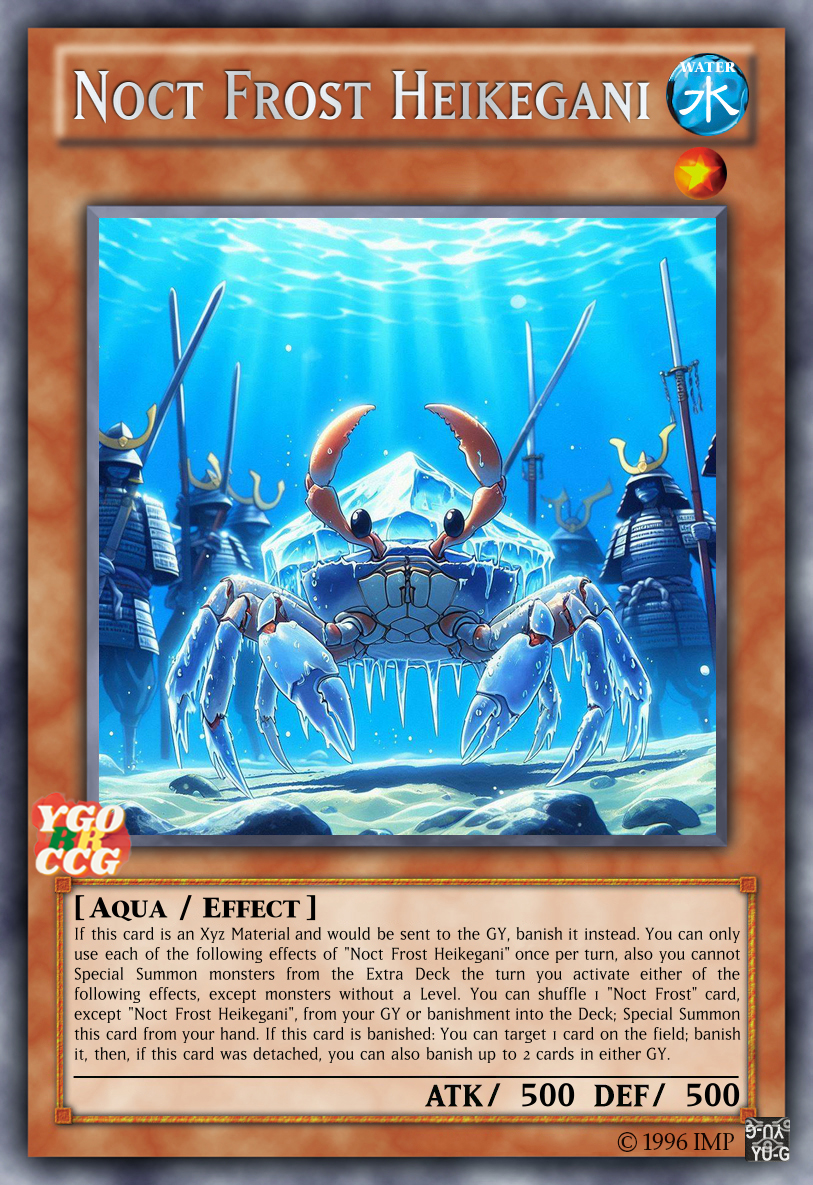 Noct Frost Heikegani
WATER
水
YGO
RR
CCG
[ Aqua / Effect ]
If this card is an Xyz Material and would be sent to the GY, banish it instead. You can only
use each of the following effects of "Noct Frost Heikegani" once per turn, also you cannot
Special Summon monsters from the Extra Deck the turn you activate either of the
following effects, except monsters without a Level. You can shuffle 1 "Noct Frost" card,
except "Noct Frost Heikegani", from your GY or banishment into the Deck; Special Summon
this card from your hand. If this card is banished: You can target 1 card on the field; banish
it, then, if this card was detached, you can also banish up to 2 cards in either GY.
ATK/ 500 DEF/ 500
© 1996 IMP
YU-G
YU-G